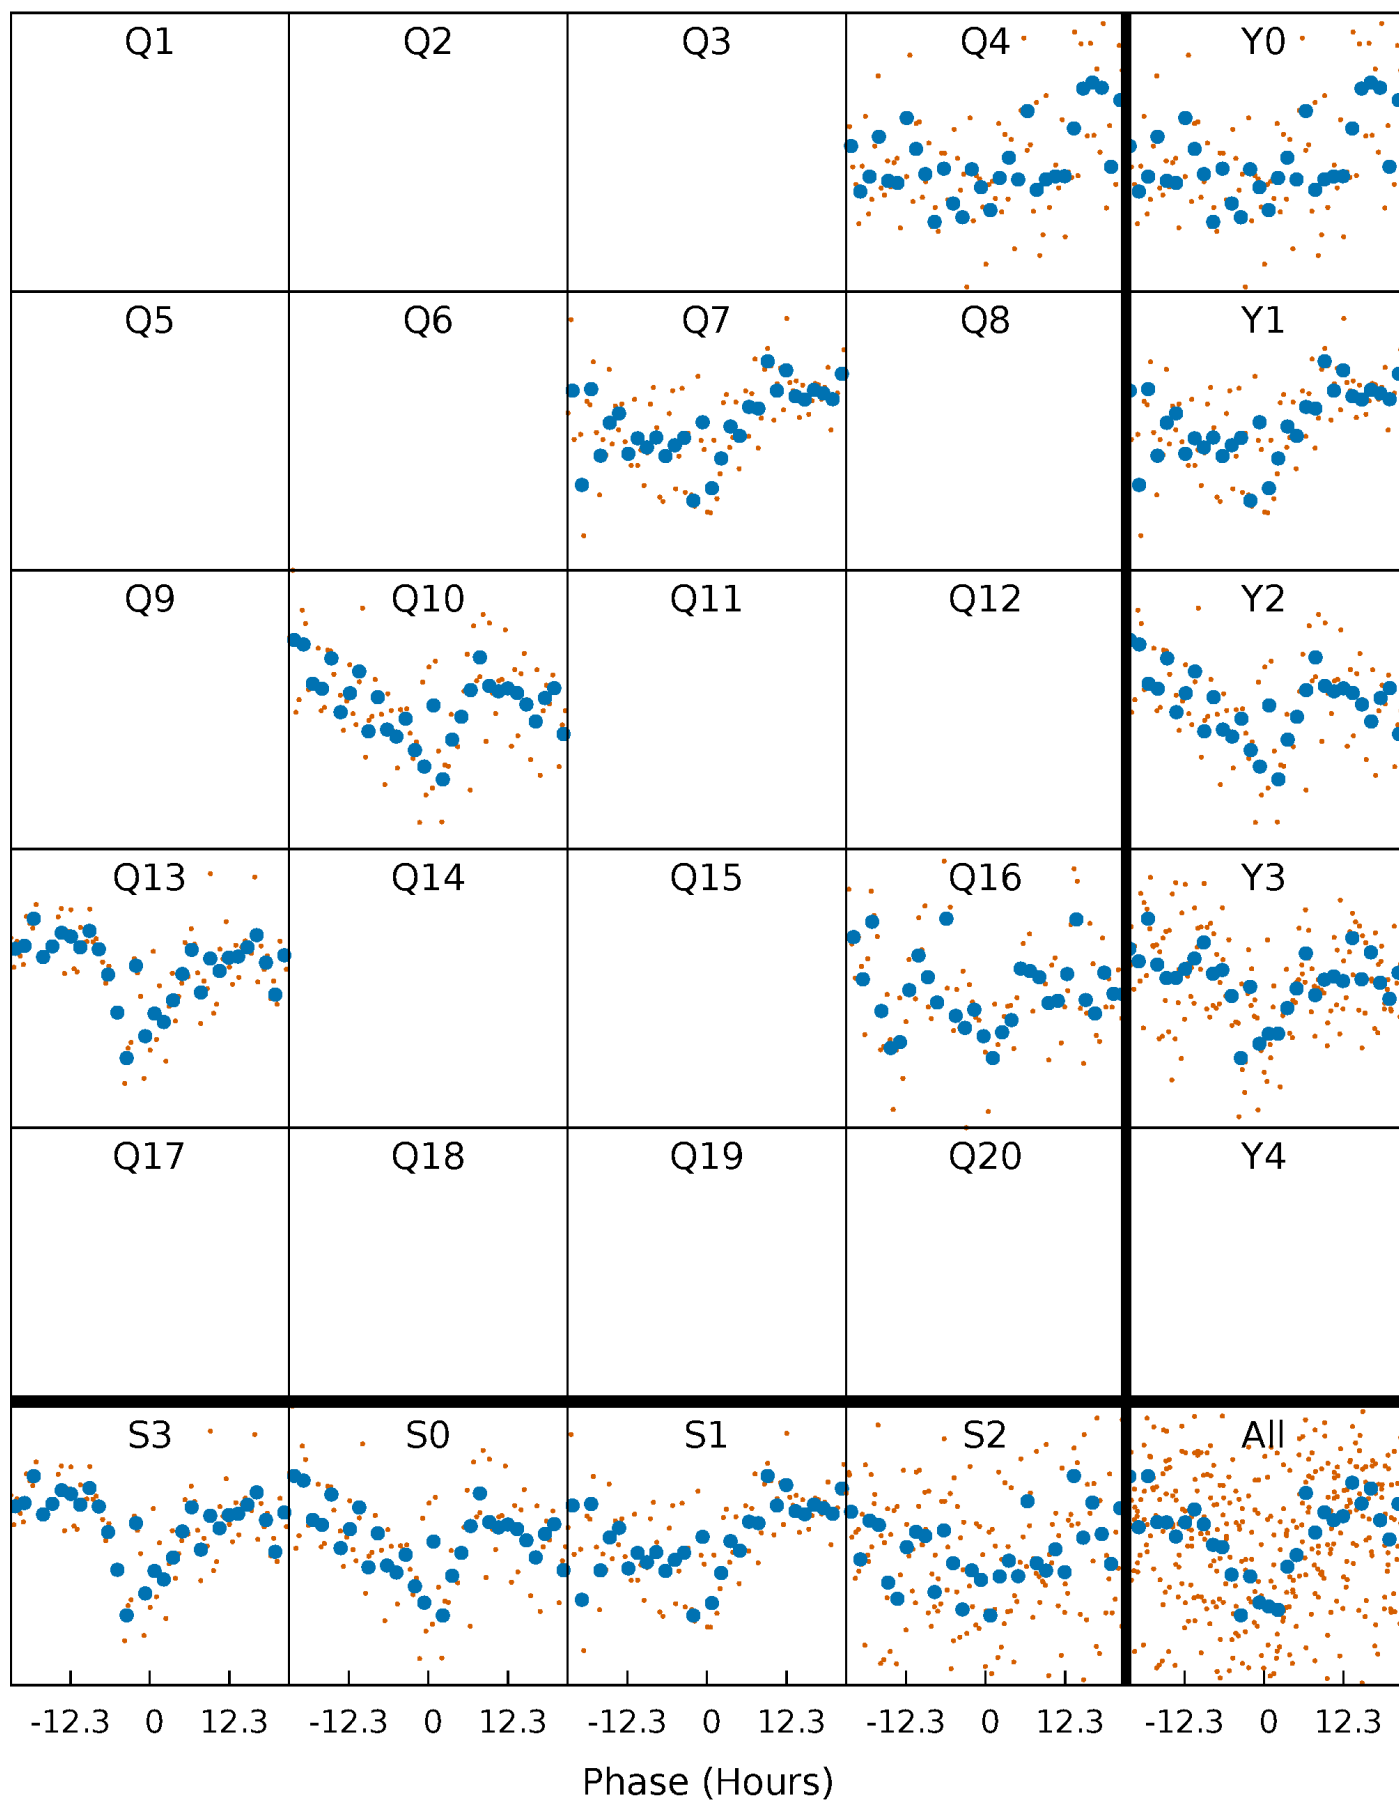 Q1 Q2 Q3 Q4 Y0
Q5 Q6 Q7 Q8 Y1
Q9 Q10 Q11 Q12 Y2
Q13 Q14 Q15 Q16 Y3
Q17 Q18 Q19 Q20 Y4
S3 S0 S1 S2 All
-12.3 0 12.3 -12.3 0 12.3 -12.3 0 12.3 -12.3 0 12.3 -12.3 0 12.3
Phase (Hours)